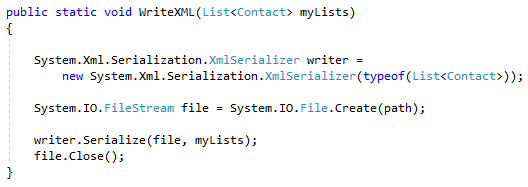 public static void WriteXML(List<Contact> myLists)
{
System.Xml.Serialization.XmlSerializer writer =
new System.Xml.Serialization.XmlSerializer(typeof(List<Contact>));
System.IO.FileStream file = System.IO.File.Create(path);
writer.Serialize(file, myLists);
file.Close();
}